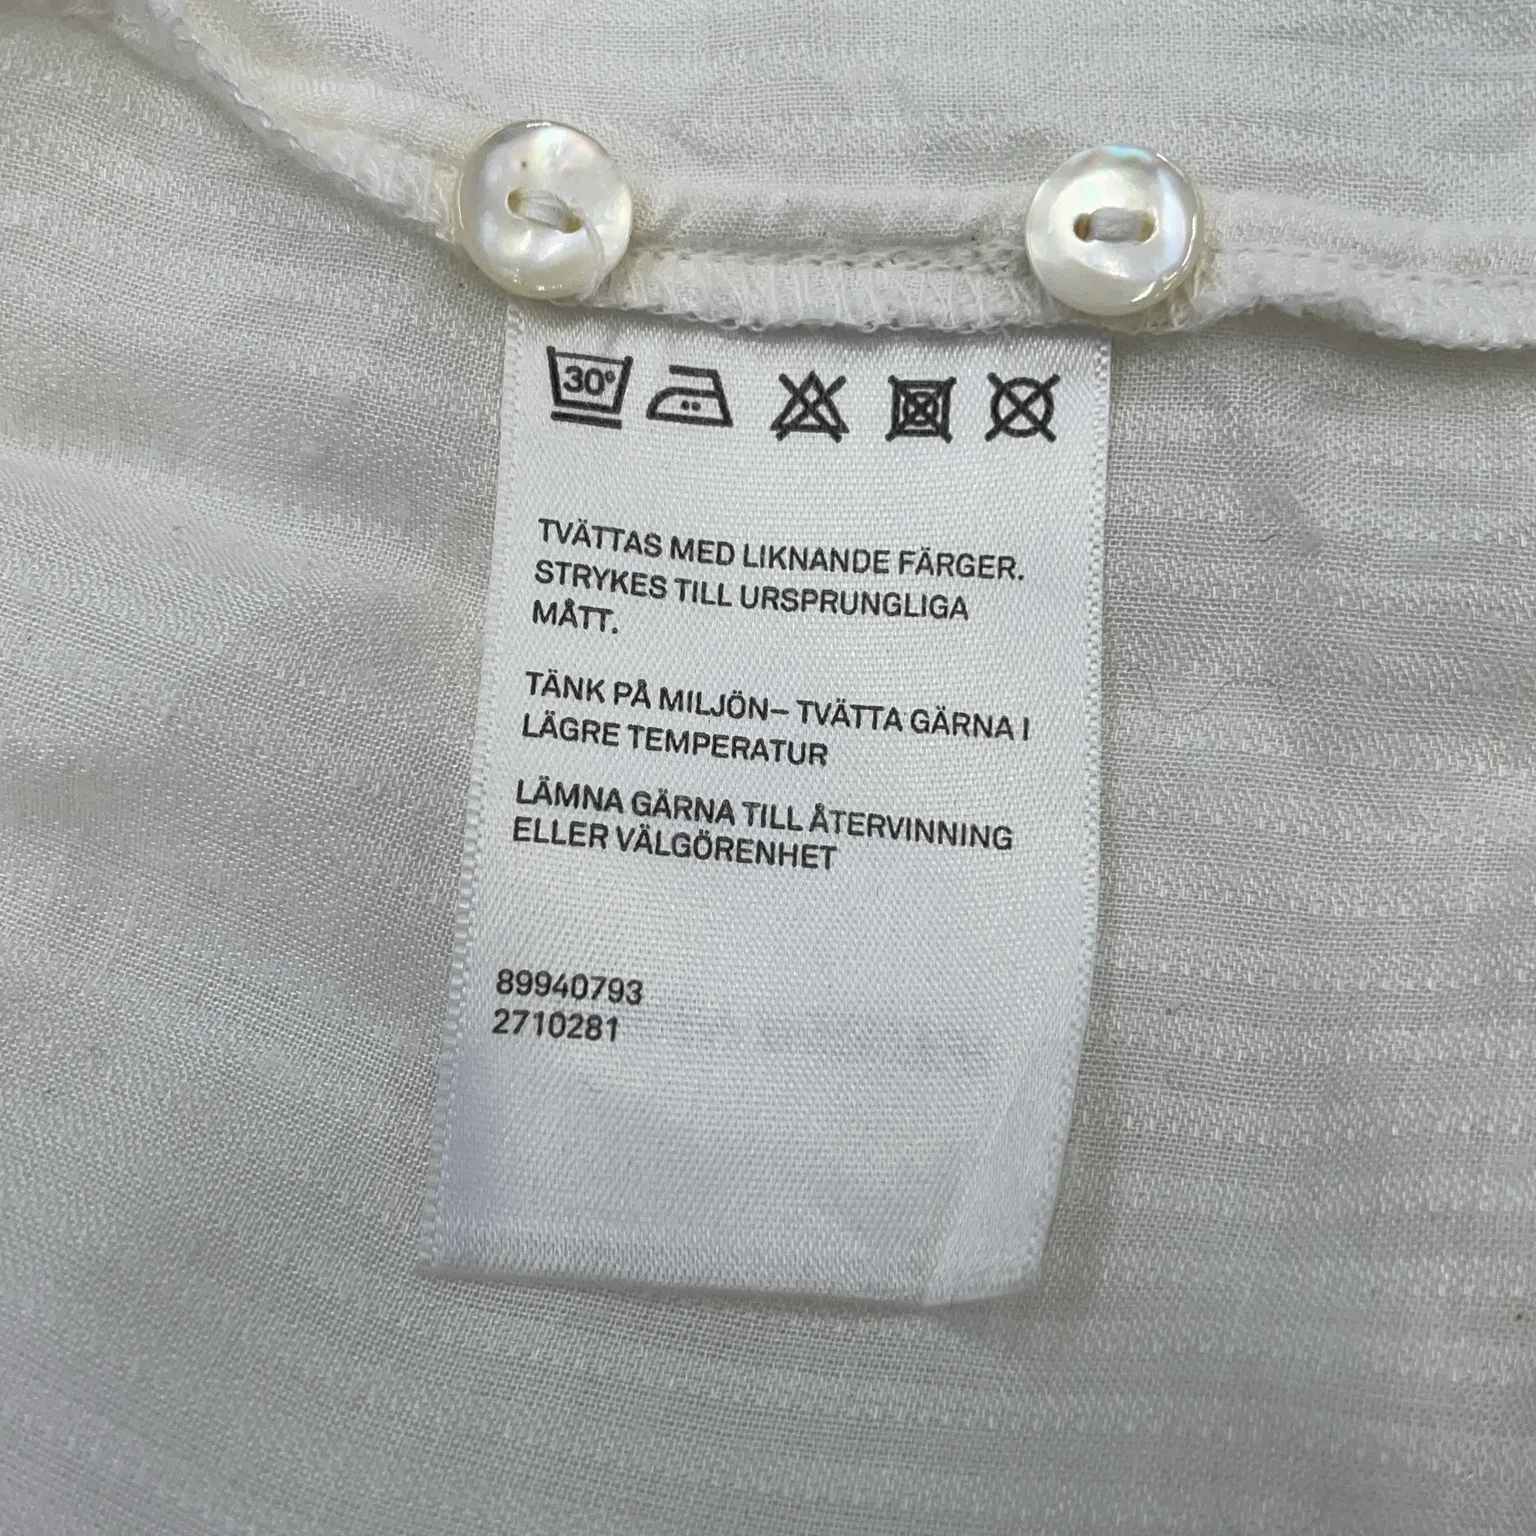 30°
TVÄTTAS MED LIKNANDE FÄRGER.
STRYKES TILL URSPRUNGLIGA
MÅTT.
TÄNK PÅ MILJÖN– TVÄTTA GÄRNA I
LÄGRE TEMPERATUR
LÄMNA GÄRNA TILL ÅTERVINNING
ELLER VÄLGÖRENHET
89940793
2710281